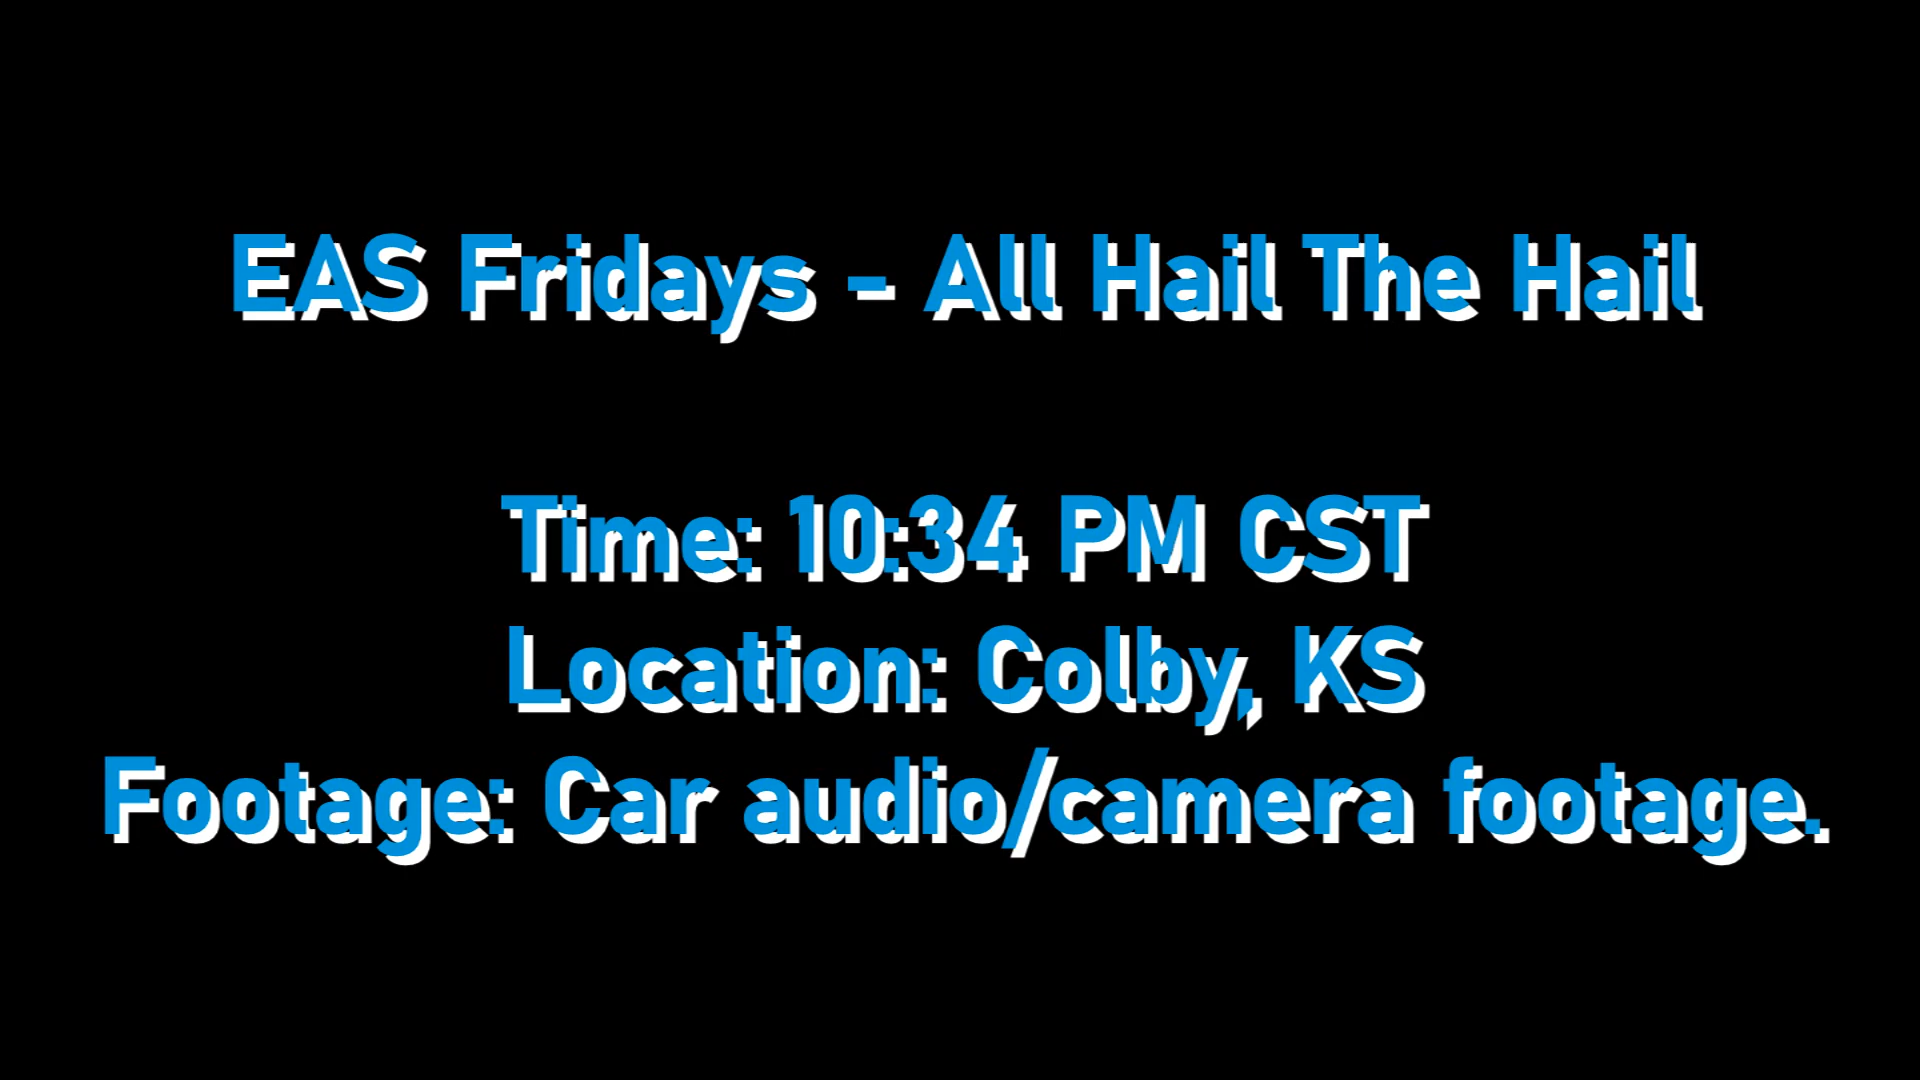 EAS Fridays - All Hail The Hail
Time: 10:34 PM CST
Location: Colby, KS
Footage: Car audio/camera footage.